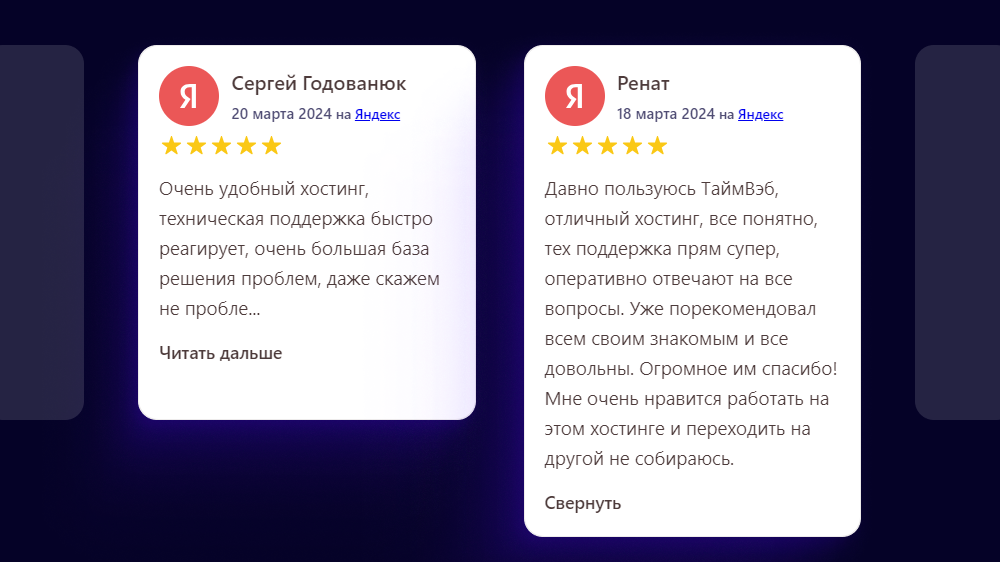 Я
Сергей Годованюк
20 марта 2024 на Яндекс
Очень удобный хостинг,
техническая поддержка быстро
реагирует, очень большая база
решения проблем, даже скажем
не пробле...
Читать дальше
Я
Ренат
18 марта 2024 на Яндекс
Давно пользуюсь ТаймВэб,
отличный хостинг, все понятно,
тех поддержка прям супер,
оперативно отвечают на все
вопросы. Уже порекомендовал
всем своим знакомым и все
довольны. Огромное им спасибо!
Мне очень нравится работать на
этом хостинге и переходить на
другой не собираюсь.
Свернуть